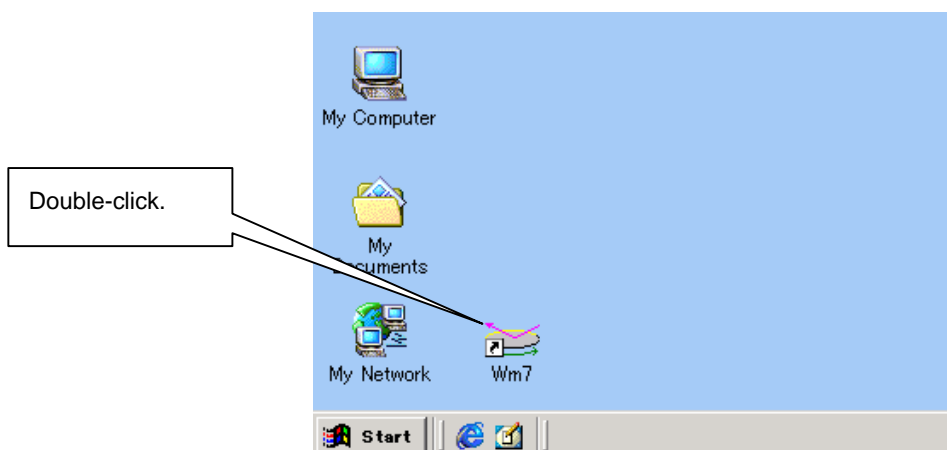 My Computer
Double-click.
My
Documents
My Network
Wm7
Start